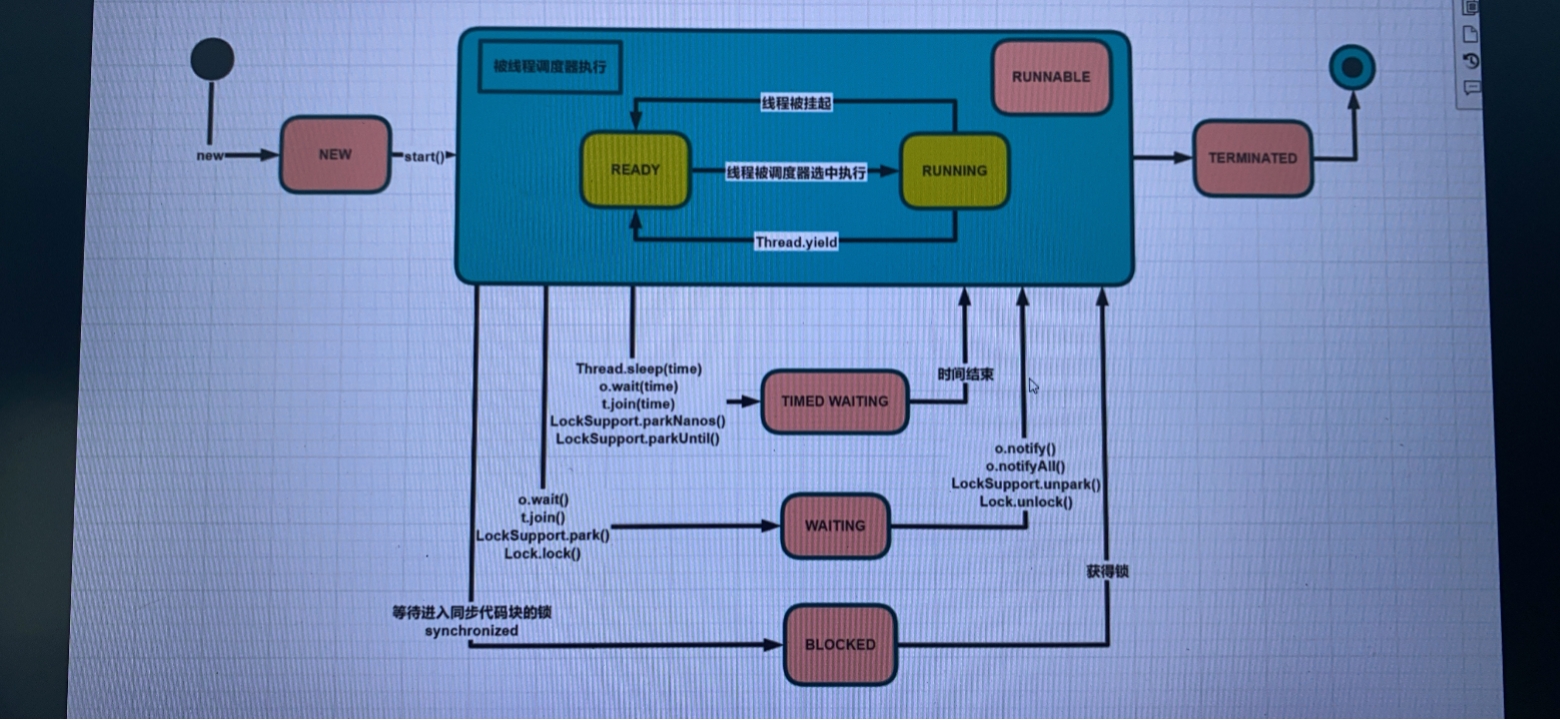 被线程调度器执行
RUNNABLE
线程被挂起
new
NEW
start()
READY
线程被调度器选中执行
RUNNING
TERMINATED
Thread.yield
Thread.sleep(time)
o.wait(time)
t.join(time)
LockSupport.parkNanos()
LockSupport.parkUntil()
TIMED WAITING
时间结束
o.wait()
t.join()
LockSupport.park()
Lock.lock()
WAITING
o.notify()
o.notifyAll()
LockSupport.unpark()
Lock.unlock()
等待进入同步代码块的锁
synchronized
BLOCKED
获得锁